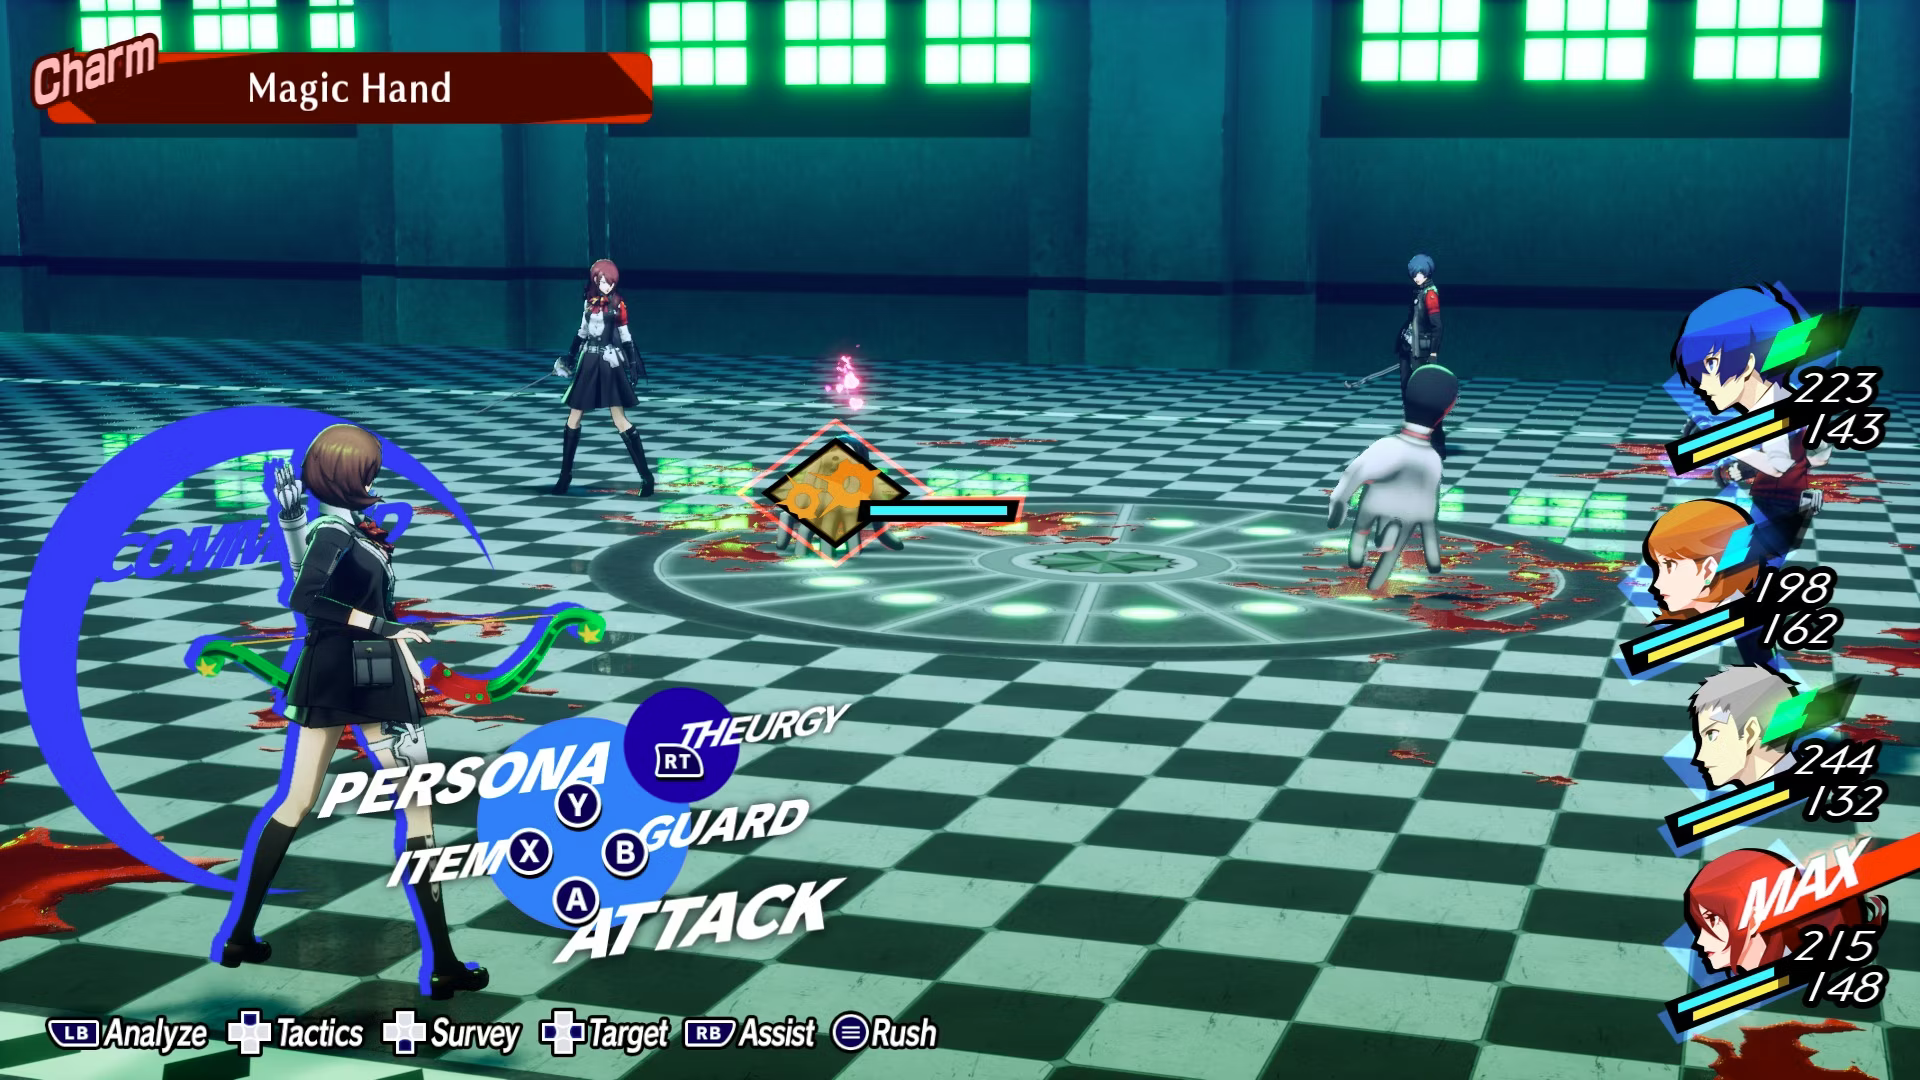 Charm
Magic Hand
223
143
COMMAND
198
162
THEURGY
RT
PERSONA
Y
244
132
GUARD
ITEM X
B
A
ATTACK
MAX
215
148
LB Analyze Tactics Survey Target RB Assist Rush